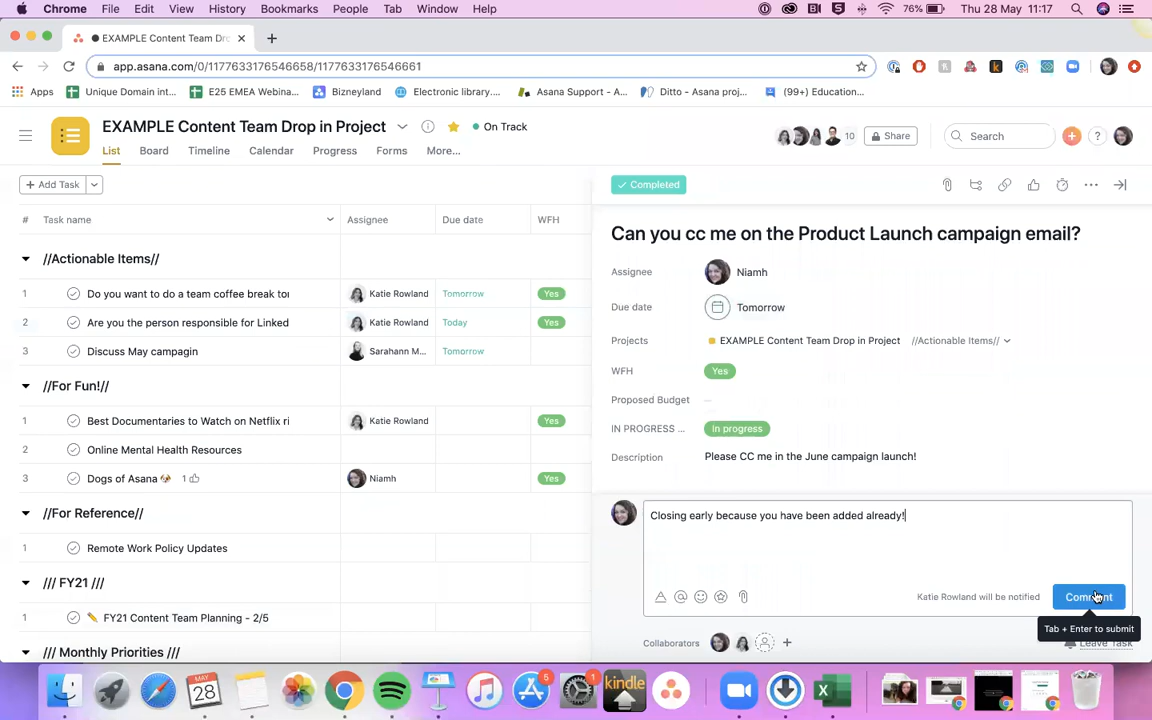 Chrome File Edit View History Bookmarks People Tab Window Help 76% Thu 28 May 11:17
EXAMPLE Content Team Dr
app.asana.com/0/1177633176546658/1177633176546661
Apps Unique Domain int... E25 EMEA Webina... Bizneyland Electronic library.... Asana Support - A... Ditto - Asana proj... (99+) Education...
EXAMPLE Content Team Drop in Project On Track 10 Share Search + ?
List Board Timeline Calendar Progress Forms More...
+ Add Task
✓ Completed
# Task name Assignee Due date WFH
//Actionable Items//
1 Do you want to do a team coffee break to Katie Rowland Tomorrow Yes
2 Are you the person responsible for Linked Katie Rowland Today Yes
3 Discuss May campagin Sarahann M... Tomorrow
//For Fun!//
1 Best Documentaries to Watch on Netflix ri Katie Rowland Yes
2 Online Mental Health Resources
3 Dogs of Asana 🐶 1 Niamh Yes
//For Reference//
1 Remote Work Policy Updates
/// FY21 ///
1 ✏️ FY21 Content Team Planning - 2/5
/// Monthly Priorities ///
Can you cc me on the Product Launch campaign email?
Assignee Niamh
Due date Tomorrow
Projects EXAMPLE Content Team Drop in Project //Actionable Items//
WFH Yes
Proposed Budget –
IN PROGRESS ... In progress
Description Please CC me in the June campaign launch!
Closing early because you have been added already!
Katie Rowland will be notified Comment
Tab + Enter to submit
Collaborators + Leave Task
MAY
28
5
1
kindle